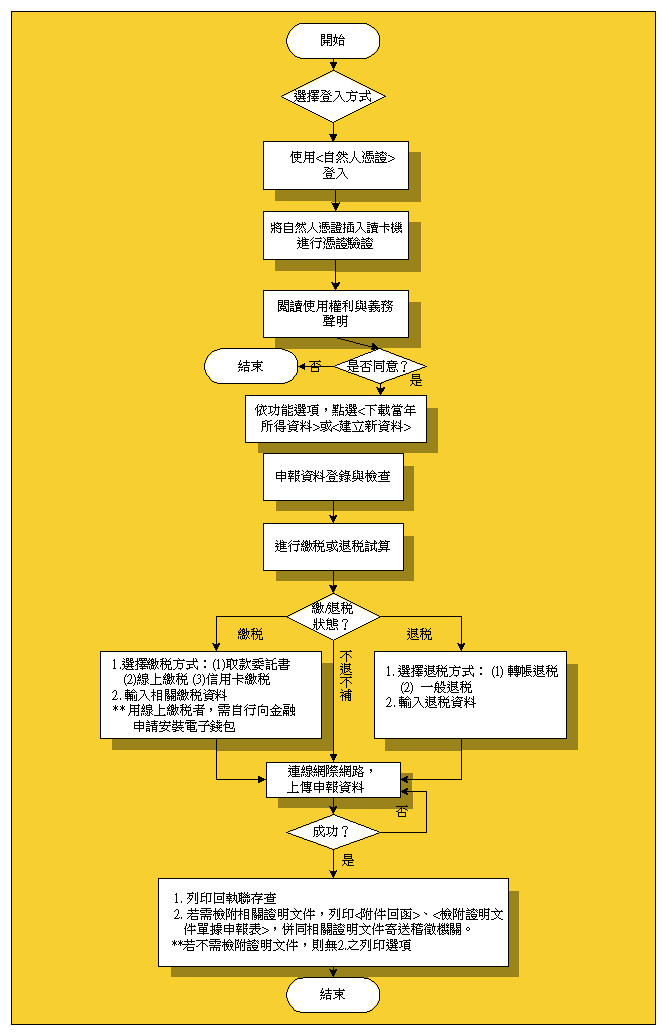 開始
選擇登入方式
使用<自然人憑證>
登入
將自然人憑證插入讀卡機
進行憑證驗證
閱讀使用權利與義務
聲明
結束
否
是否同意？
是
依功能選項，點選<下載當年
所得資料>或<建立新資料>
申報資料登錄與檢查
進行繳稅或退稅試算
繳/退稅
狀態？
繳稅
不退不補
退稅
1.選擇繳稅方式：(1)取款委託書
(2)線上繳稅 (3)信用卡繳稅
2. 輸入相關繳稅資料
** 用線上繳稅者，需自行向金融
申請安裝電子錢包
1. 選擇退稅方式： (1) 轉帳退稅
(2) 一般退稅
2. 輸入退稅資料
連線網際網路，
上傳申報資料
否
成功？
是
1. 列印回執聯存查
2. 若需檢附相關證明文件，列印<附件回函>、<檢附證明文
件單據申報表>，併同相關證明文件寄送稽徵機關。
**若不需檢附證明文件，則無2.之列印選項
結束